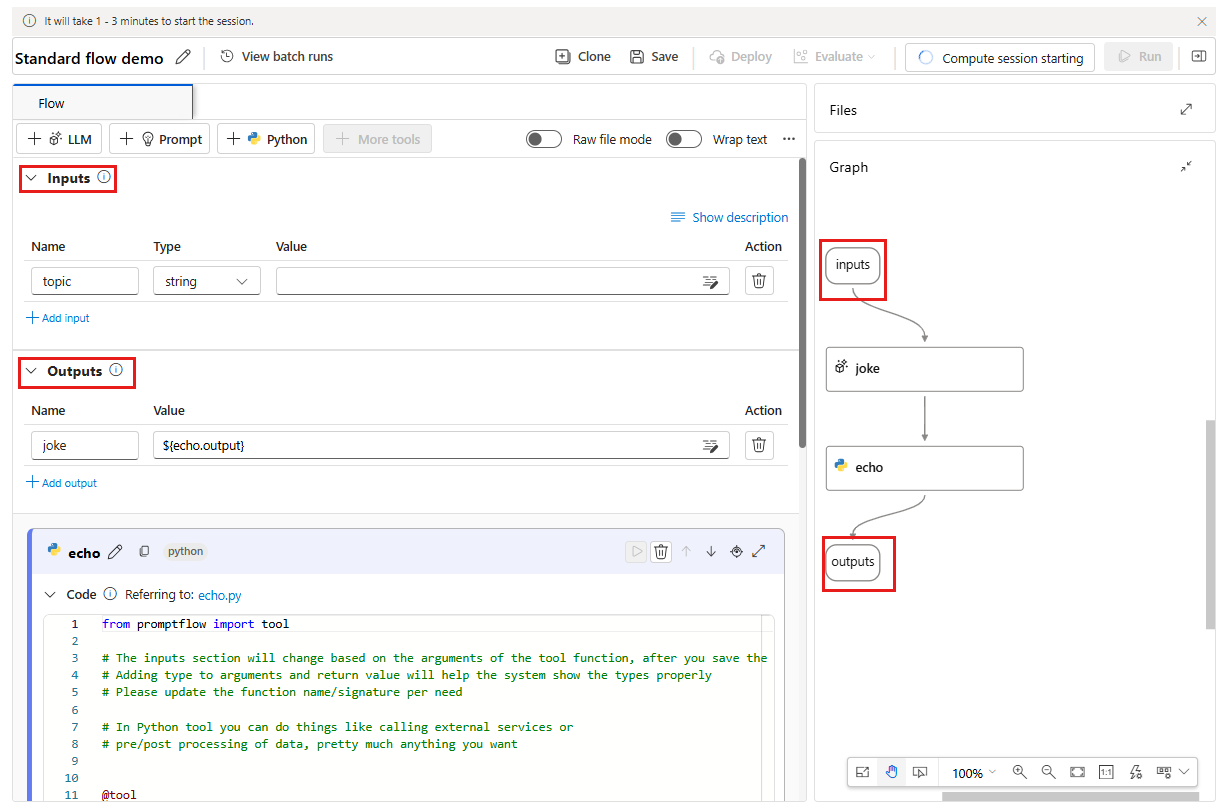 It will take 1 - 3 minutes to start the session.
Standard flow demo View batch runs Clone Save Deploy Evaluate Compute session starting Run
Flow
LLM Prompt Python More tools Raw file mode Wrap text
Inputs
Show description
Name Type Value Action
topic string
Add input
Outputs
Name Value Action
joke ${echo.output}
Add output
echo python
Code Referring to: echo.py
1 from promptflow import tool
2
3 # The inputs section will change based on the arguments of the tool function, after you save the
4 # Adding type to arguments and return value will help the system show the types properly
5 # Please update the function name/signature per need
6
7 # In Python tool you can do things like calling external services or
8 # pre/post processing of data, pretty much anything you want
9
10
11 @tool
Files
Graph
inputs
joke
echo
outputs
100% 1:1